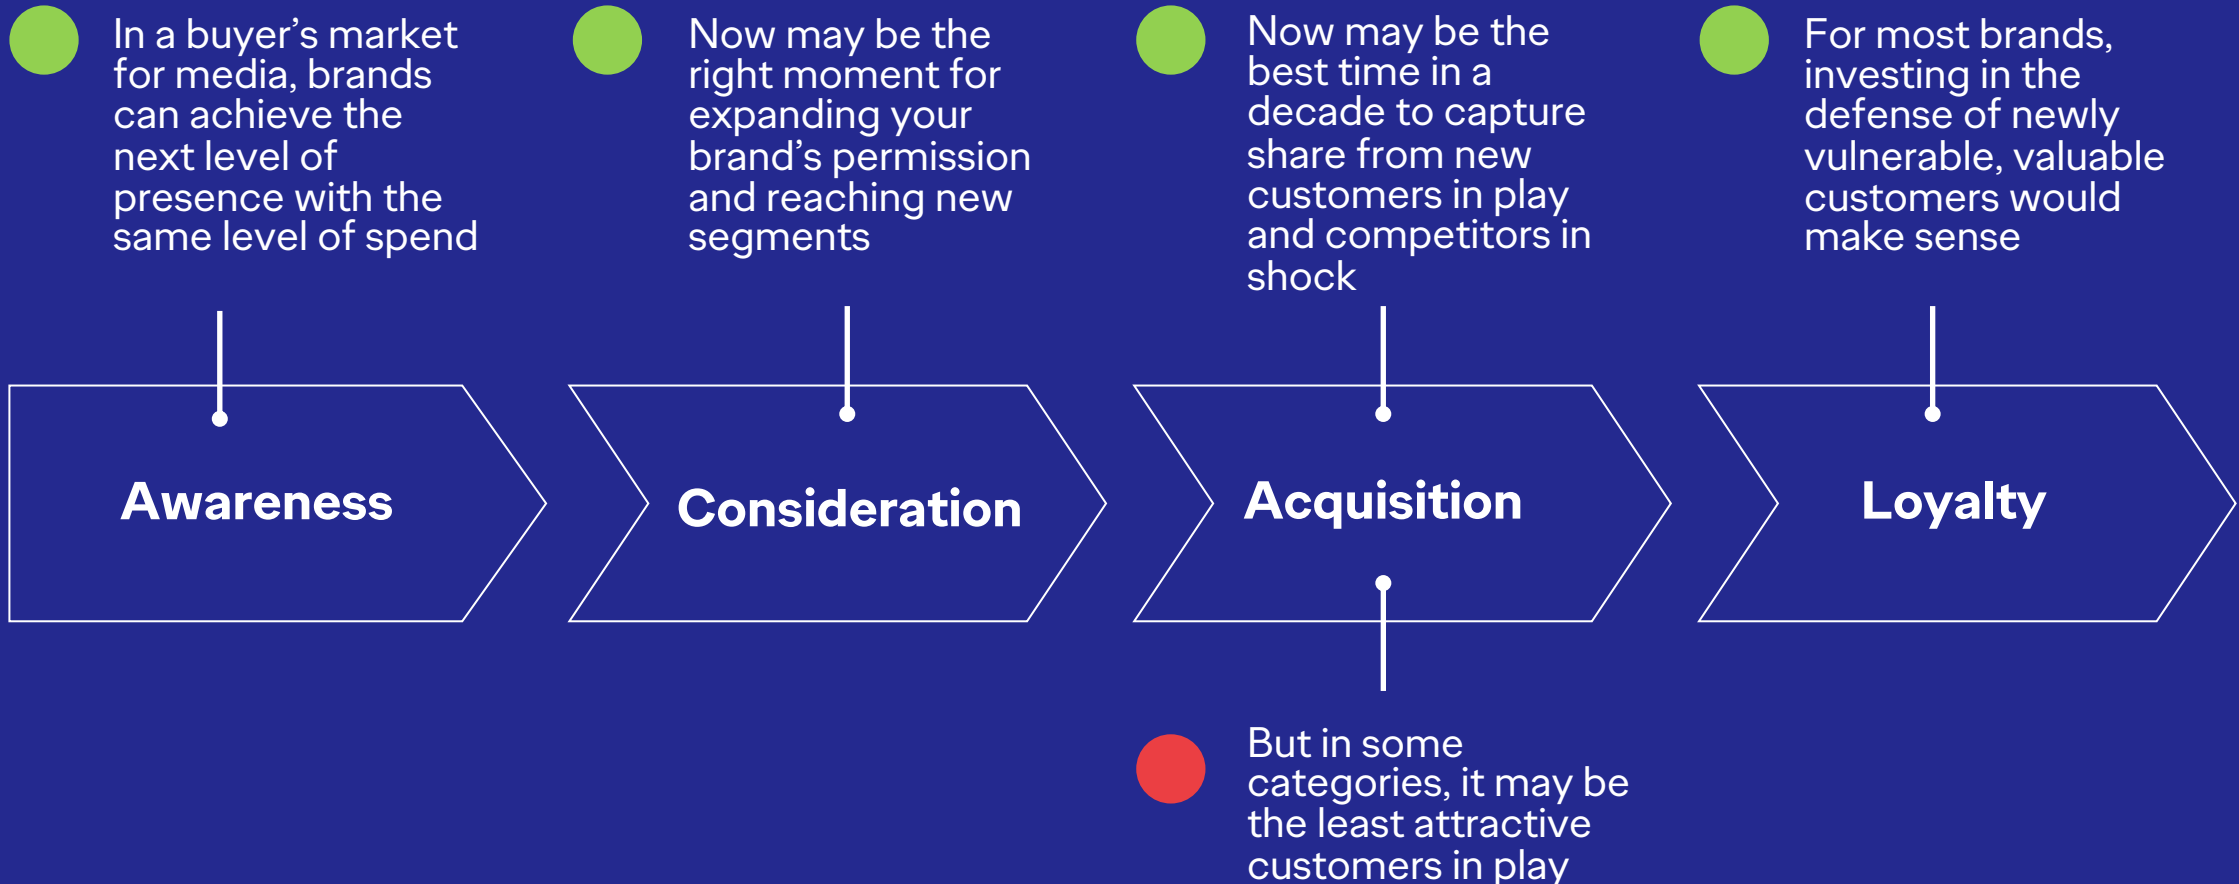 In a buyer’s market
for media, brands
can achieve the
next level of
presence with the
same level of spend
Now may be the
right moment for
expanding your
brand’s permission
and reaching new
segments
Now may be the
best time in a
decade to capture
share from new
customers in play
and competitors in
shock
For most brands,
investing in the
defense of newly
vulnerable, valuable
customers would
make sense
Awareness
Consideration
Acquisition
Loyalty
But in some
categories, it may be
the least attractive
customers in play